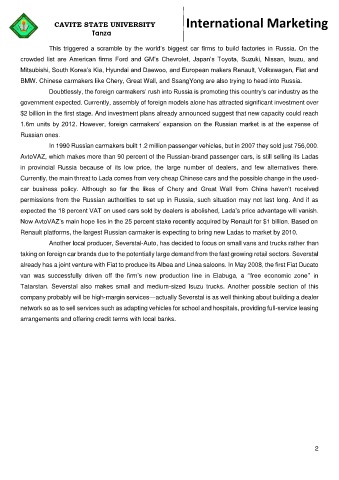 CAVITE STATE UNIVERSITY
Tanza
International Marketing
This triggered a scramble by the world's biggest car firms to build factories in Russia. On the
crowded list are American firms Ford and GM's Chevrolet, Japan's Toyota, Suzuki, Nissan, Isuzu, and
Mitsubishi, South Korea's Kia, Hyundai and Daewoo, and European makers Renault, Volkswagen, Fiat and
BMW. Chinese carmakers like Chery, Great Wall, and SsangYong are also trying to head into Russia.
Doubtlessly, the foreign carmakers' rush into Russia is promoting this country's car industry as the
government expected. Currently, assembly of foreign models alone has attracted significant investment over
$2 billion in the first stage. And investment plans already announced suggest that new capacity could reach
1.6m units by 2012. However, foreign carmakers' expansion on the Russian market is at the expense of
Russian ones.
In 1990 Russian carmakers built 1.2 million passenger vehicles, but in 2007 they sold just 756,000.
AvtoVAZ, which makes more than 90 percent of the Russian-brand passenger cars, is still selling its Ladas
in provincial Russia because of its low price, the large number of dealers, and few alternatives there.
Currently, the main threat to Lada comes from very cheap Chinese cars and the possible change in the used-
car business policy. Although so far the likes of Chery and Great Wall from China haven't received
permissions from the Russian authorities to set up in Russia, such situation may not last long. And if as
expected the 18 percent VAT on used cars sold by dealers is abolished, Lada's price advantage will vanish.
Now AvtoVAZ's main hope lies in the 25 percent stake recently acquired by Renault for $1 billion. Based on
Renault platforms, the largest Russian carmaker is expecting to bring new Ladas to market by 2010.
Another local producer, Severstal-Auto, has decided to focus on small vans and trucks rather than
taking on foreign car brands due to the potentially large demand from the fast growing retail sectors. Severstal
already has a joint venture with Fiat to produce its Albea and Linea saloons. In May 2008, the first Fiat Ducato
van was successfully driven off the firm's new production line in Elabuga, a "free economic zone" in
Tatarstan. Severstal also makes small and medium-sized Isuzu trucks. Another possible section of this
company probably will be high-margin services—actually Severstal is as well thinking about building a dealer
network so as to sell services such as adapting vehicles for school and hospitals, providing full-service leasing
arrangements and offering credit terms with local banks.
2